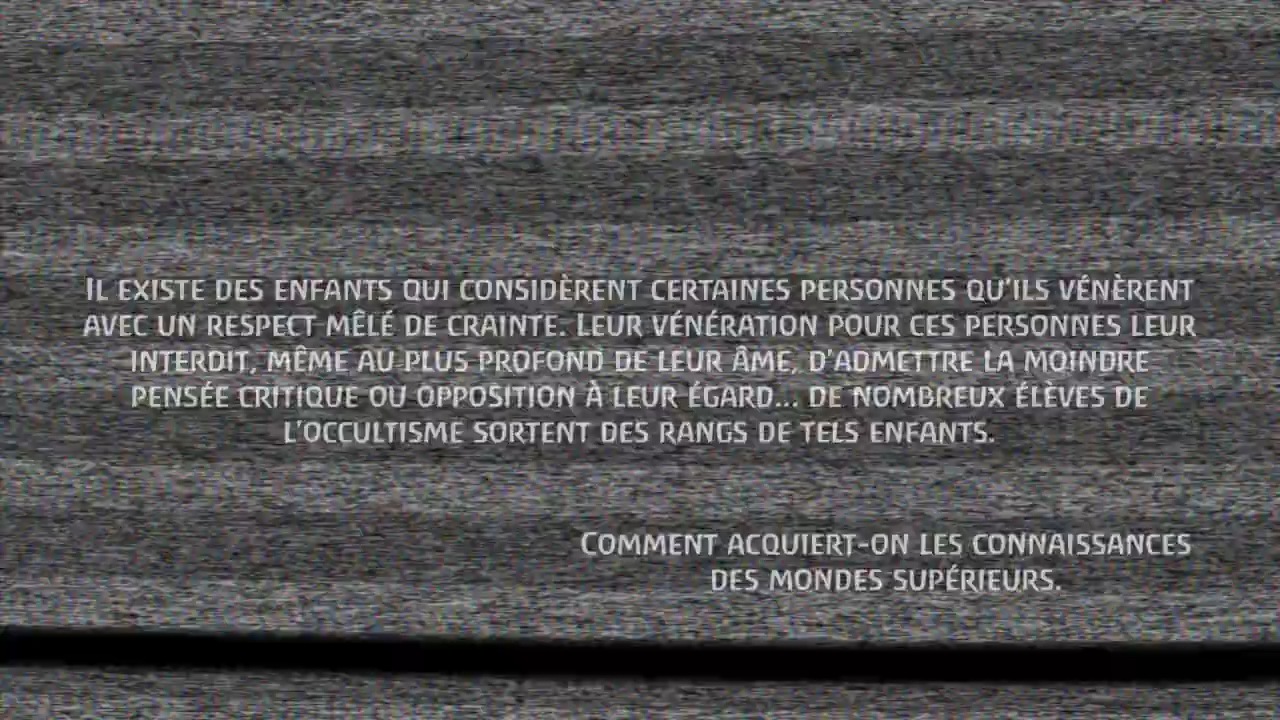 Il existe des enfants qui considèrent certaines personnes qu'ils vénèrent
avec un respect mêlé de crainte. Leur vénération pour ces personnes leur
interdit, même au plus profond de leur âme, d'admettre la moindre
pensée critique ou opposition à leur égard... de nombreux élèves de
l'occultisme sortent des rangs de tels enfants.
Comment acquiert-on les connaissances
des mondes supérieurs.